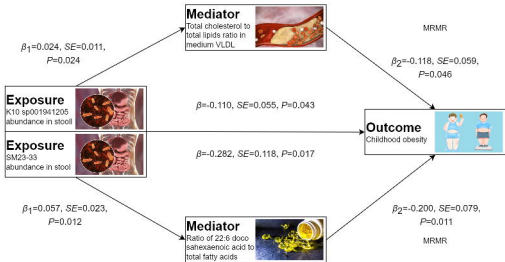 Mediator
Total cholesterol to
total lipids ratio in
medium VLDL
MRMR
β1=0.024, SE=0.011,
P=0.024
β2=-0.118, SE=0.059,
P=0.046
Exposure
K10 sp001941205
abundance in stooll
β=-0.110, SE=0.055, P=0.043
Outcome
Childhood obesity
Exposure
SM23-33
abundance in stool
β=-0.282, SE=0.118, P=0.017
β1=0.057, SE=0.023,
P=0.012
β2=-0.200, SE=0.079,
P=0.011
Mediator
Ratio of 22:6 doco
sahexaenoic acid to
total fatty acids
MRMR